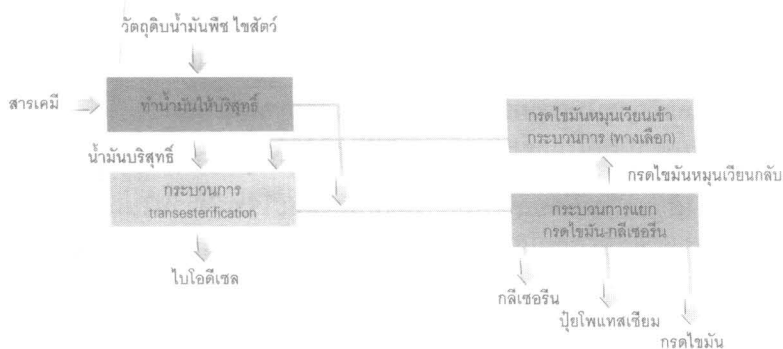 วัตถุดิบน้ำมันพืช ไขสัตว์
สารเคมี
ทำน้ำมันให้บริสุทธิ์
กรดไขมันหมุนเวียนเข้า
กระบวนการ (ทางเลือก)
น้ำมันบริสุทธิ์
กรดไขมันหมุนเวียนกลับ
กระบวนการ
transesterification
กระบวนการแยก
กรดไขมัน-กลีเซอรีน
ไบโอดีเซล
กลีเซอรีน
ปุ๋ยโพแทสเซียม
กรดไขมัน